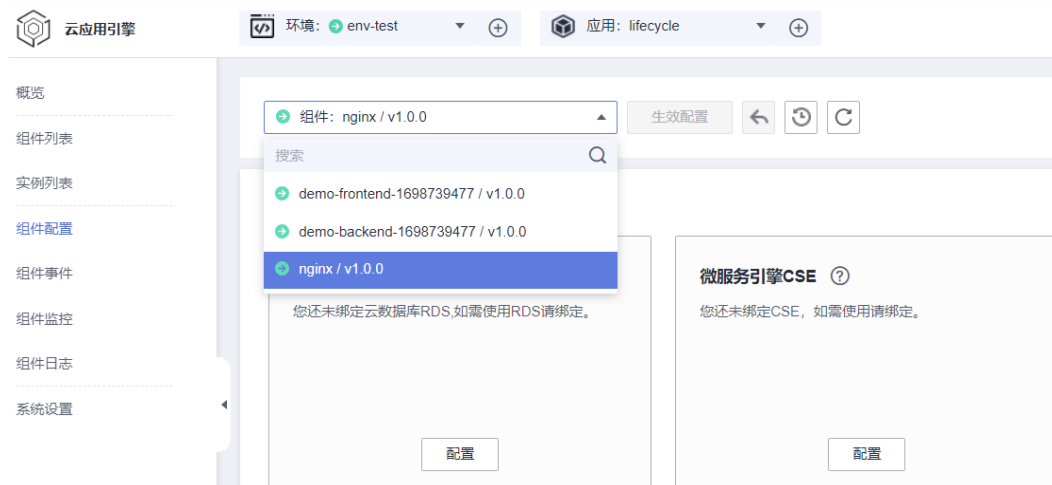 云应用引擎
环境： env-test
应用： lifecycle
概览
组件列表
实例列表
组件配置
组件事件
组件监控
组件日志
系统设置
组件： nginx / v1.0.0
生效配置
搜索
demo-frontend-1698739477 / v1.0.0
demo-backend-1698739477 / v1.0.0
nginx / v1.0.0
您还未绑定云数据库RDS,如需使用RDS请绑定。
配置
微服务引擎CSE
您还未绑定CSE，如需使用请绑定。
配置